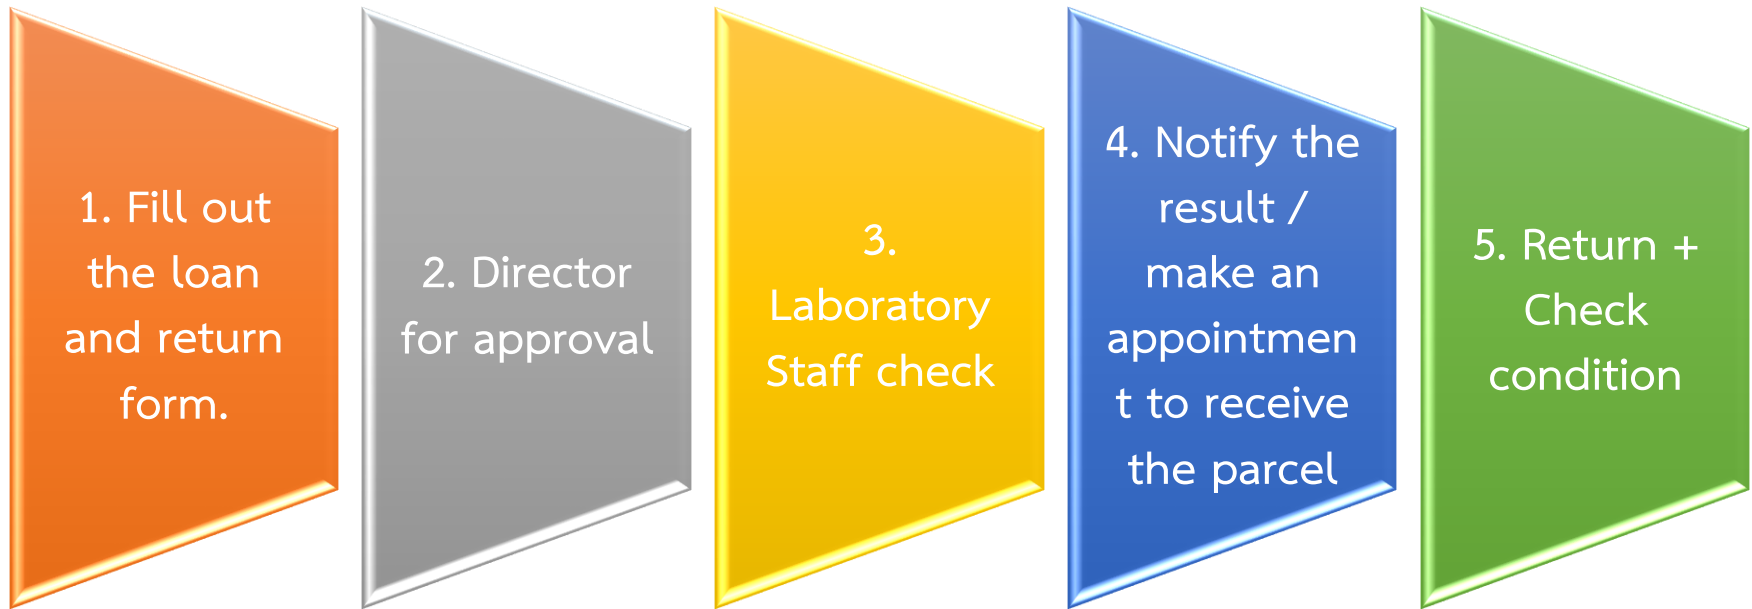 1. Fill out
the loan
and return
form.
2. Director
for approval
3.
Laboratory
Staff check
4. Notify the
result /
make an
appointmen
t to receive
the parcel
5. Return +
Check
condition